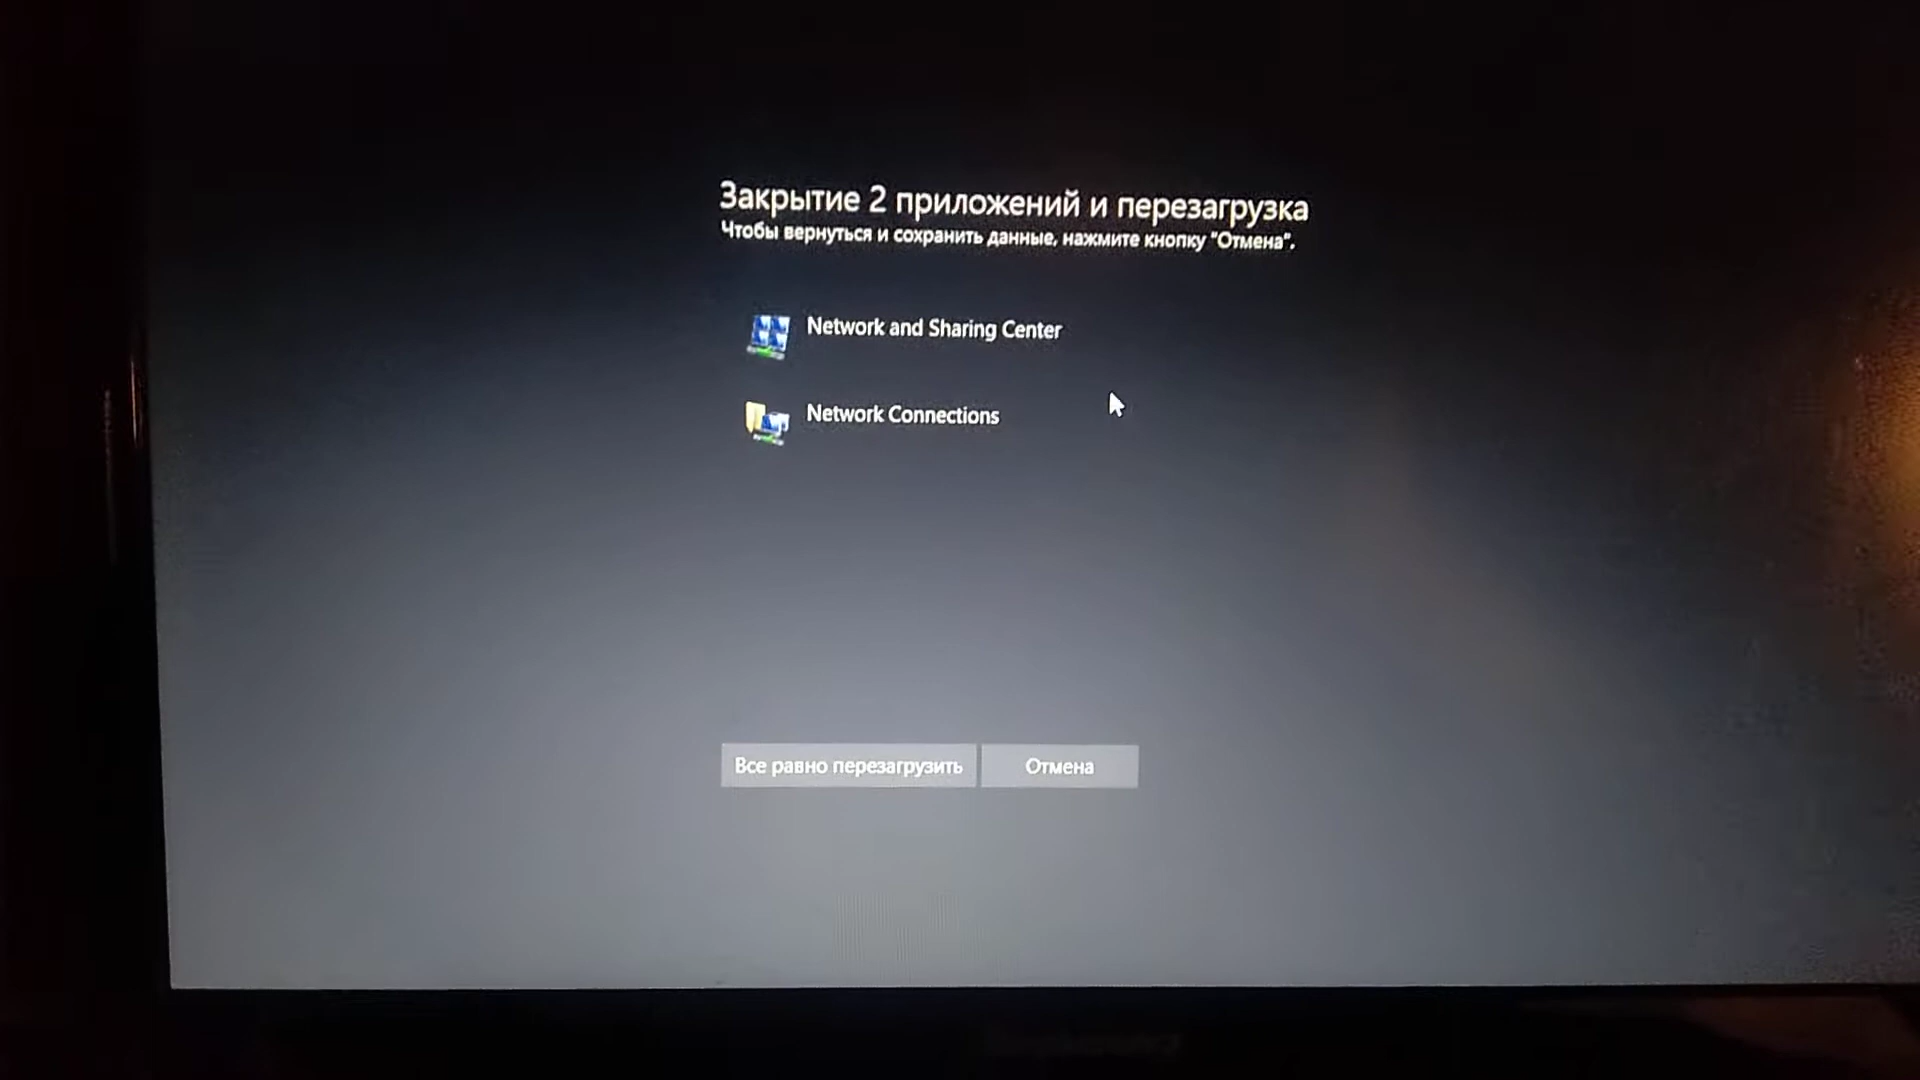 Закрытие 2 приложений и перезагрузка
Чтобы вернуться и сохранить данные, нажмите кнопку "Отмена".
Network and Sharing Center
Network Connections
Все равно перезагрузить
Отмена